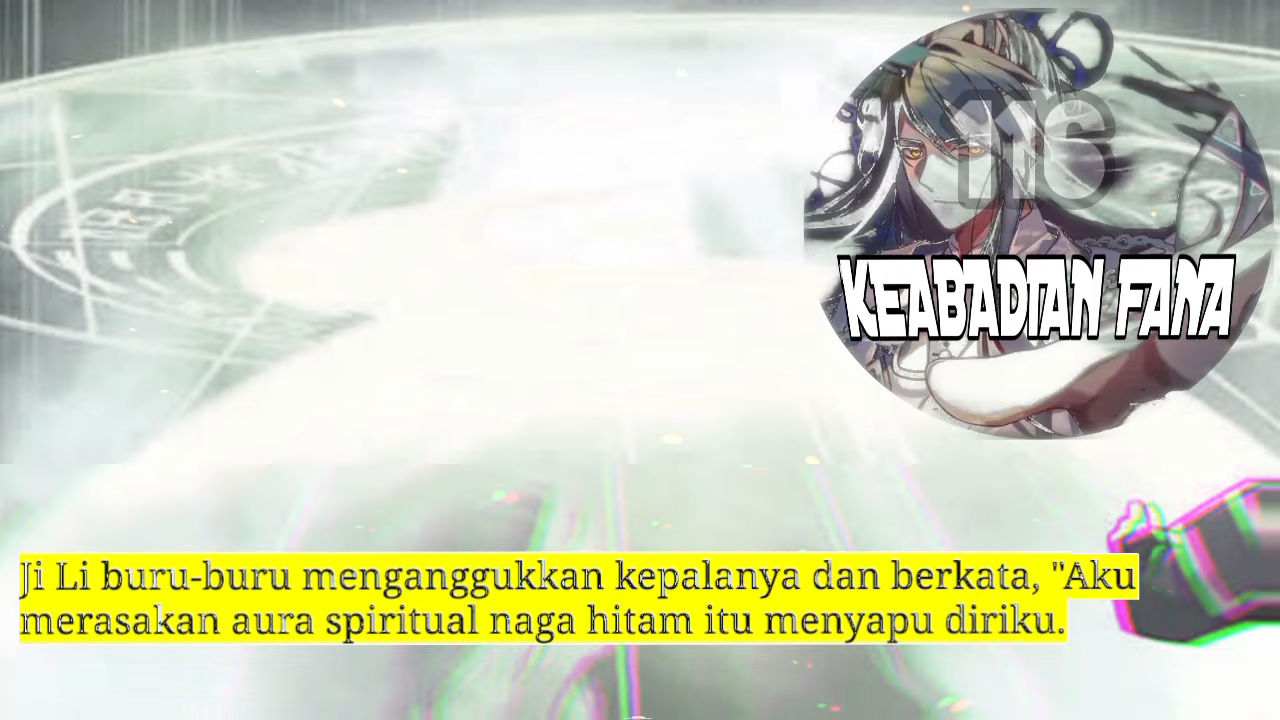 116
KEABADIAN FANA
Ji Li buru-buru menganggukkan kepalanya dan berkata, "Aku
merasakan aura spiritual naga hitam itu menyapu diriku.